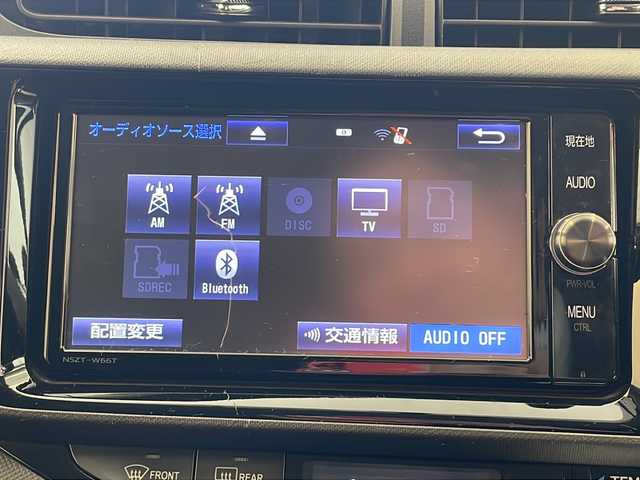 オーディオソース選択
現在地
AUDIO
AM
FM
DISC
TV
SD
PWR・VOL
SDREC
Bluetooth
MENU
CTRL
配置変更
交通情報
AUDIO OFF
NSZT-W66T
FRONT
REAR
TEM